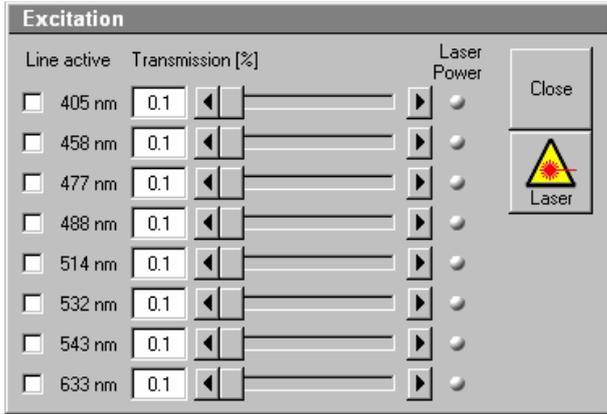 Excitation
Line active Transmission [%] Laser Power
Close
405 nm 0.1
458 nm 0.1
477 nm 0.1
Laser
488 nm 0.1
514 nm 0.1
532 nm 0.1
543 nm 0.1
633 nm 0.1